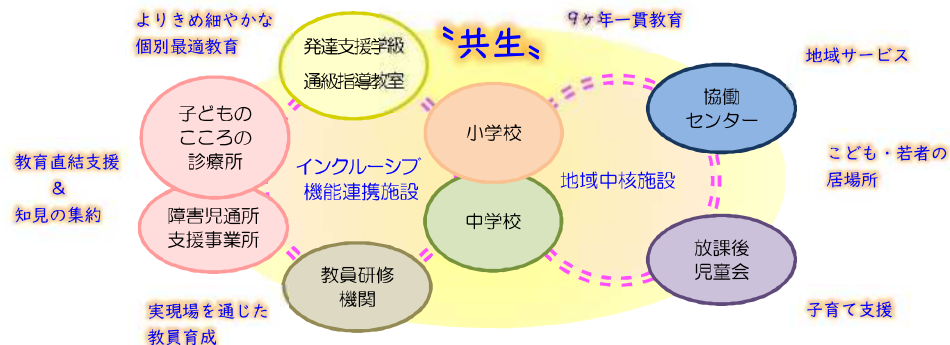 よりきめ細やかな
個別最適教育
発達支援学級
通級指導教室
〝共生〟
9ヶ年一貫教育
地域サービス
子どもの
こころの
診療所
小学校
協働
センター
教育直結支援
&
知見の集約
インクルーシブ
機能連携施設
地域中核施設
こども・若者の
居場所
障害児通所
支援事業所
中学校
教員研修
機関
放課後
児童会
実現場を通じた
教員育成
子育て支援